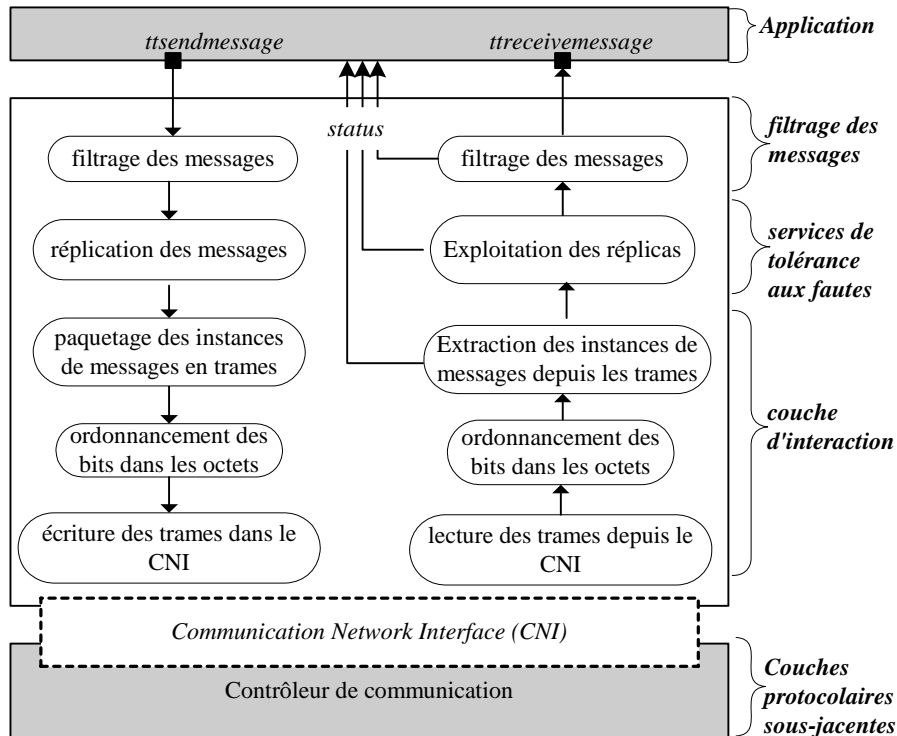 Application
ttsendmessage
ttreceivemessage
status
filtrage des messages
filtrage des messages
filtrage des
messages
réplication des messages
Exploitation des réplicas
services de
tolérance
aux fautes
paquetage des instances
de messages en trames
Extraction des instances de
messages depuis les trames
couche
d'interaction
ordonnancement des
bits dans les octets
ordonnancement des
bits dans les octets
écriture des trames dans le
CNI
lecture des trames depuis le
CNI
Communication Network Interface (CNI)
Contrôleur de communication
Couches
protocolaires
sous-jacentes